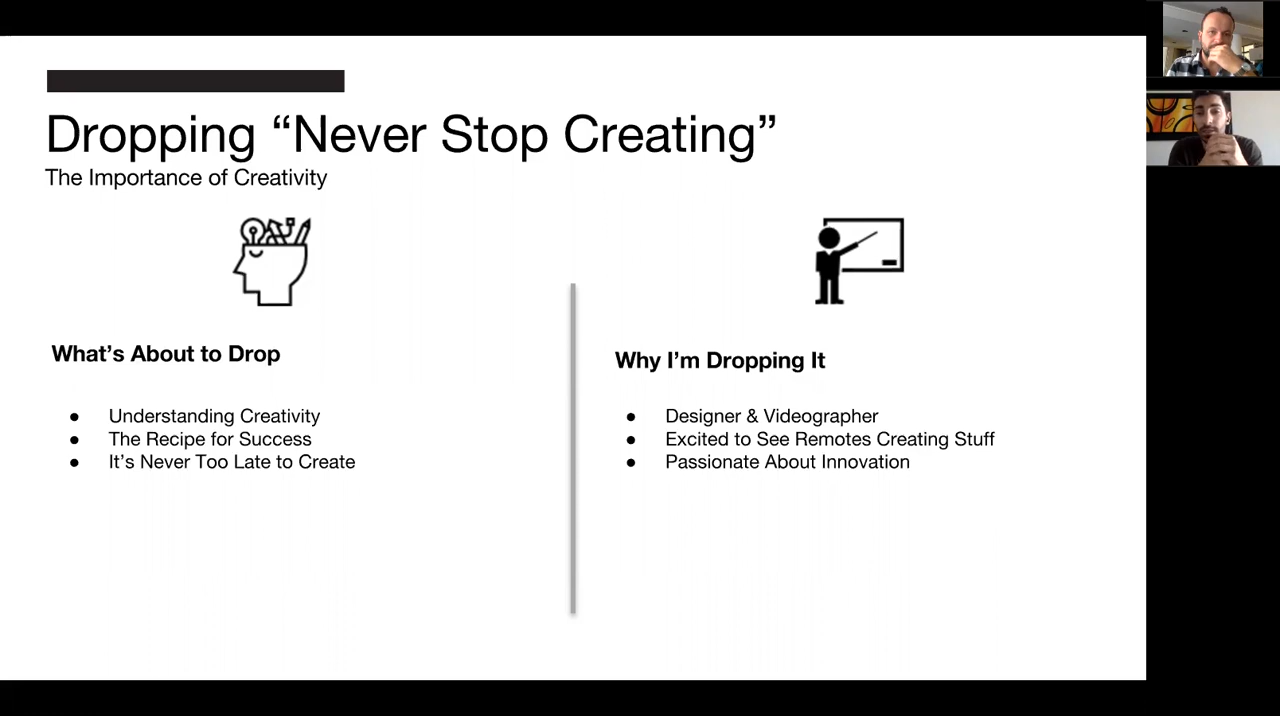 Dropping “Never Stop Creating”
The Importance of Creativity
What’s About to Drop
● Understanding Creativity
● The Recipe for Success
● It’s Never Too Late to Create
Why I’m Dropping It
● Designer & Videographer
● Excited to See Remotes Creating Stuff
● Passionate About Innovation